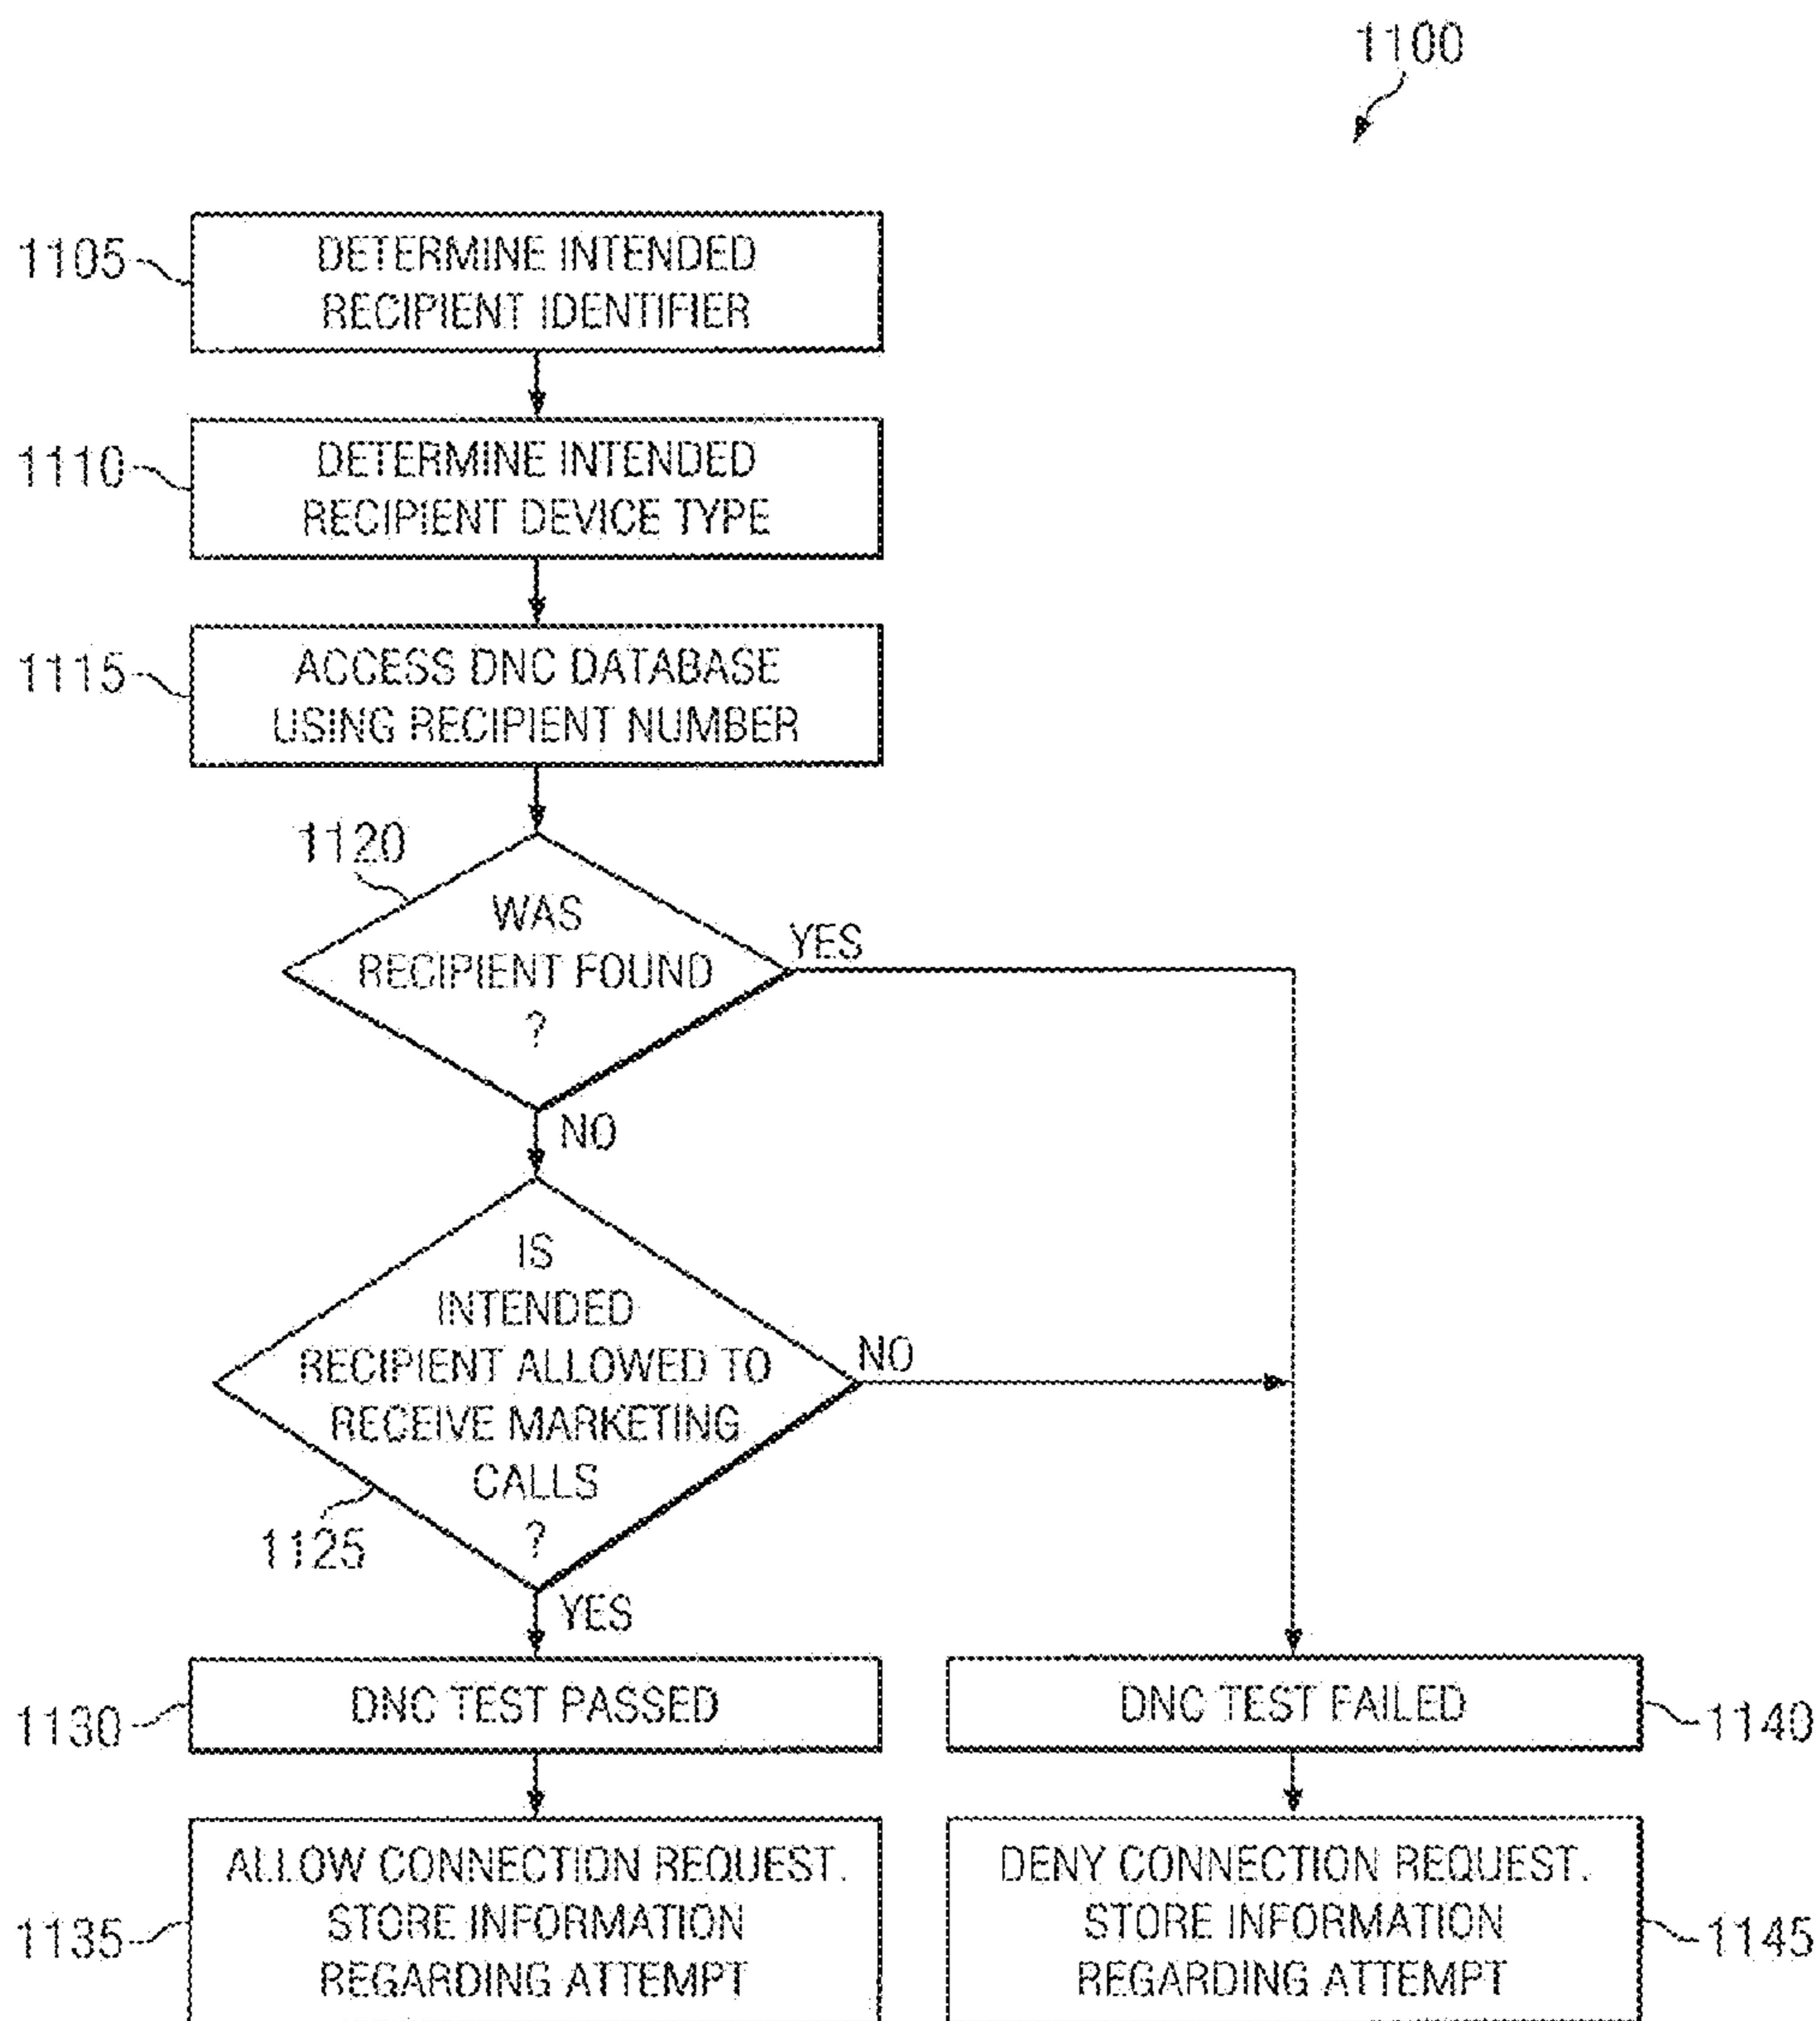 1100
1105
DETERMINE INTENDED
RECIPIENT IDENTIFIER
1110
DETERMINE INTENDED
RECIPIENT DEVICE TYPE
1115
ACCESS DNC DATABASE
USING RECIPIENT NUMBER
1120
WAS
RECIPIENT FOUND
?
YES
NO
IS
INTENDED
RECIPIENT ALLOWED TO
RECEIVE MARKETING
CALLS
?
NO
1125
YES
1130
DNC TEST PASSED
DNC TEST FAILED
1140
1135
ALLOW CONNECTION REQUEST.
STORE INFORMATION
REGARDING ATTEMPT
DENY CONNECTION REQUEST.
STORE INFORMATION
REGARDING ATTEMPT
1145